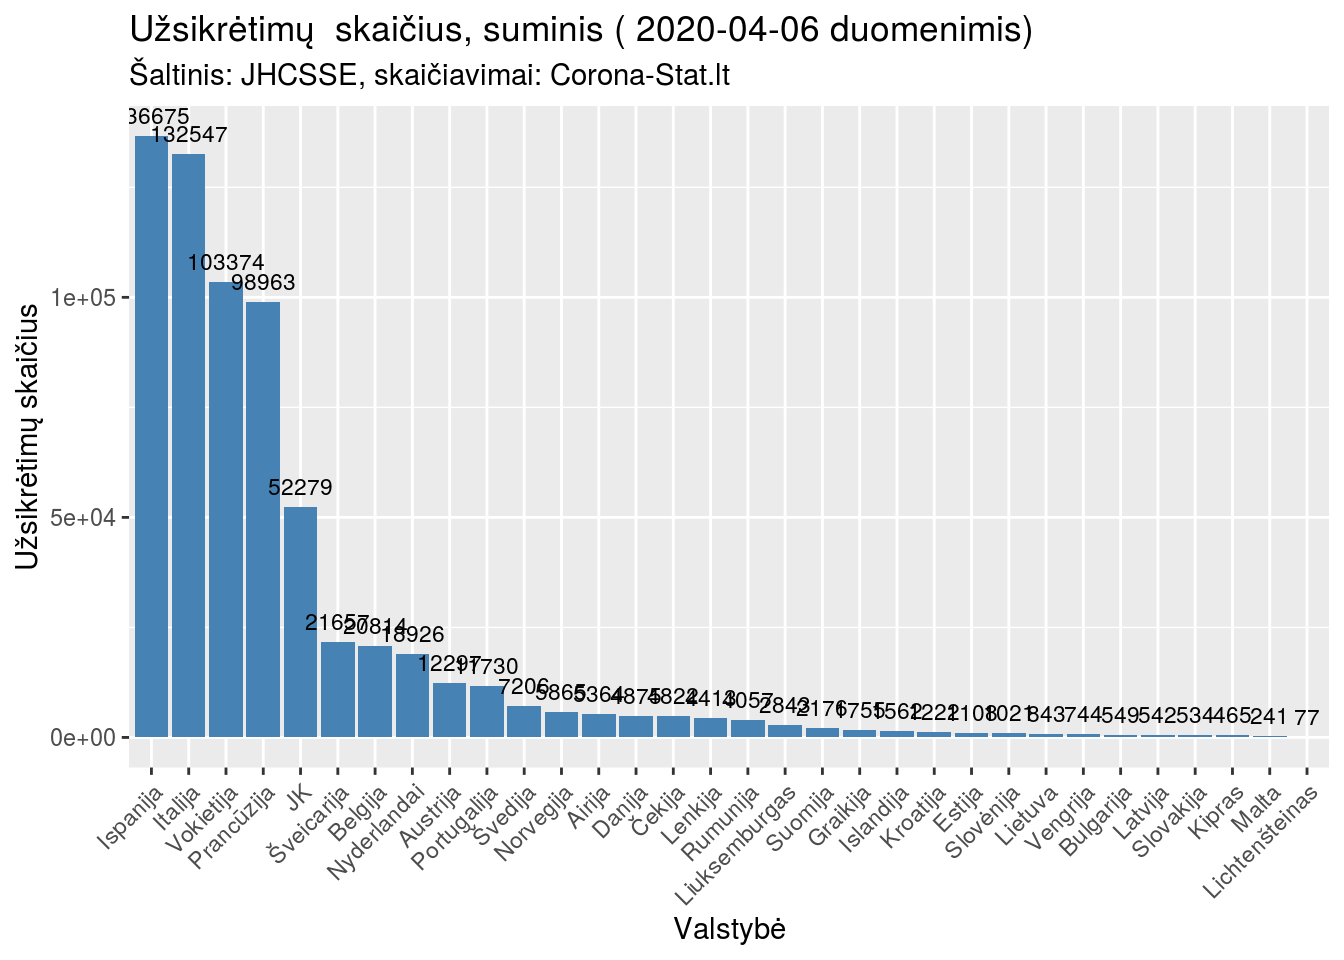 Užsikrėtimų  skaičius, suminis ( 2020-04-06 duomenimis)
Šaltinis: JHCSSE, skaičiavimai: Corona-Stat.lt
Užsikrėtimų skaičius
1e+05
5e+04
0e+00
36675
132547
103374
98963
52279
21657
20814
18926
12297
11730
7206
5865
5364
4875
4822
4413
4057
2843
2176
1755
1562
1222
1108
1021
843
744
549
542
534
465
241
77
Ispanija
Italija
Vokietija
Prancūzija
JK
Šveicarija
Belgija
Nyderlandai
Austrija
Portugalija
Švedija
Norvegija
Airija
Danija
Čekija
Lenkija
Rumunija
Liuksemburgas
Suomija
Graikija
Islandija
Kroatija
Estija
Slovėnija
Lietuva
Vengrija
Bulgarija
Latvija
Slovakija
Kipras
Malta
Lichtenšteinas
Valstybė